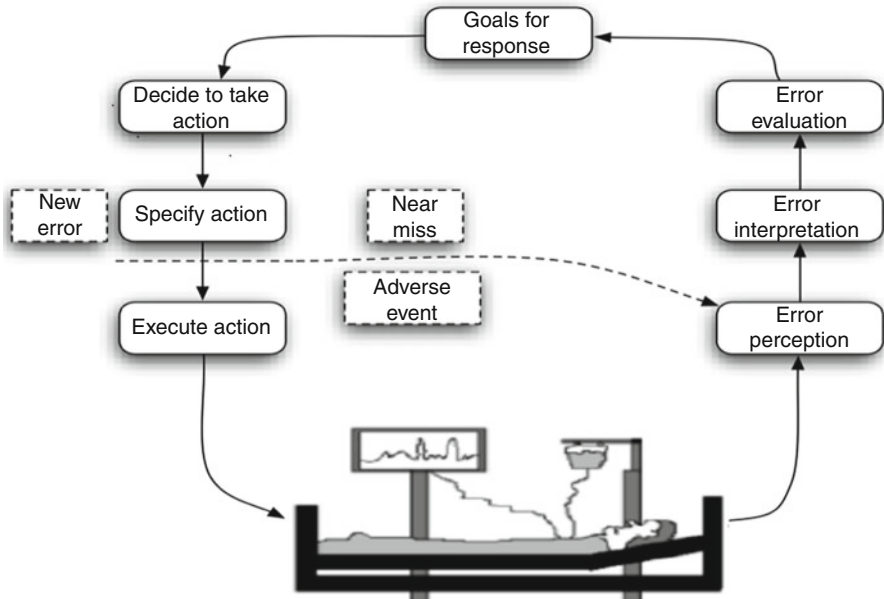 Goals for
response
Decide to take
action
Error
evaluation
New
error
Specify action
Near
miss
Error
interpretation
Adverse
event
Execute action
Error
perception